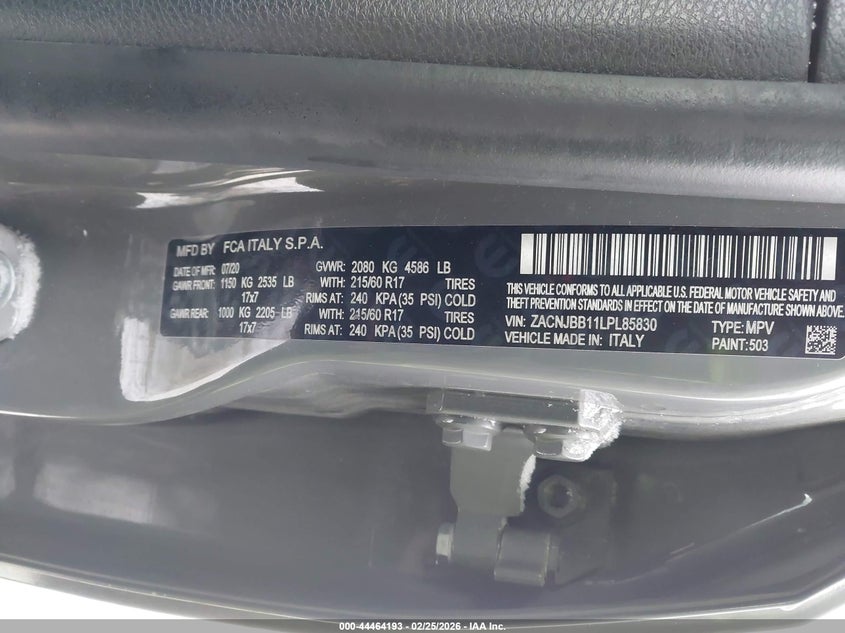 MFD BY FCA ITALY S.P.A.
DATE OF MFR: 07/20 GVWR: 2080 KG 4586 LB
GAWR FRONT: 1150 KG 2535 LB WITH: 215/60 R17 TIRES
17x7 RIMS AT: 240 KPA (35 PSI) COLD
GAWR REAR: 1000 KG 2205 LB WITH: 215/60 R17 TIRES
17x7 RIMS AT: 240 KPA (35 PSI) COLD
THIS VEHICLE CONFORMS TO ALL APPLICABLE U.S. FEDERAL MOTOR VEHICLE SAFETY AND
THEFT PREVENTION STANDARDS IN EFFECT ON THE DATE OF MANUFACTURE SHOWN ABOVE.
VIN: ZACNJBB11LPL85830 TYPE: MPV
VEHICLE MADE IN: ITALY PAINT: 503
000-44464193 - 02/25/2026 - IAA Inc.